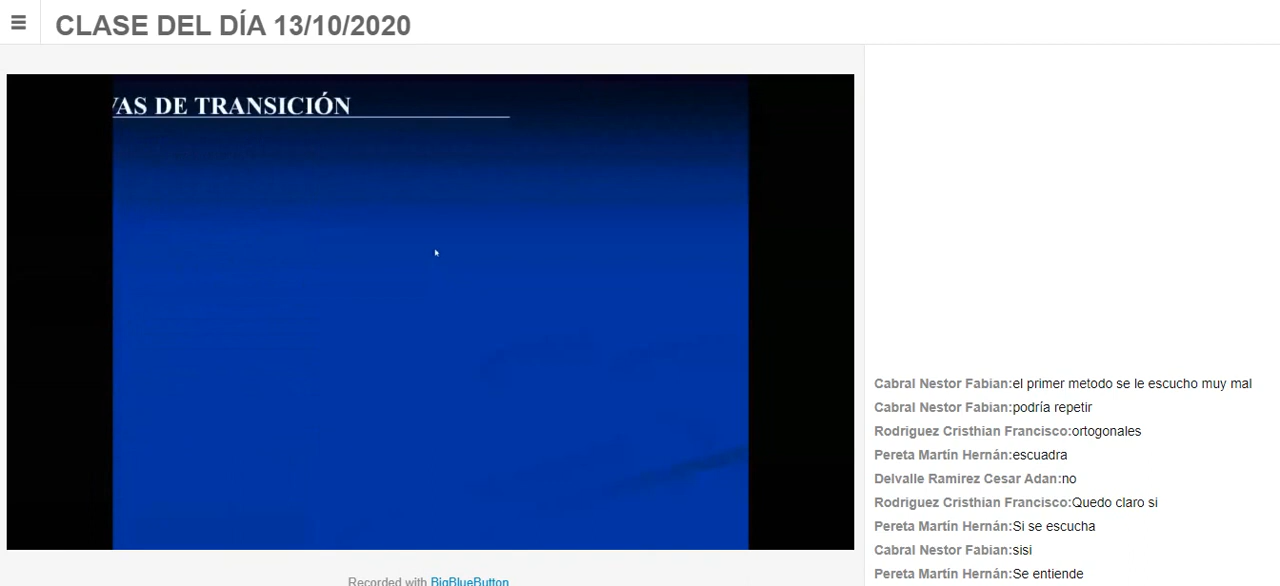 CLASE DEL DÍA 13/10/2020
VAS DE TRANSICIÓN
Cabral Nestor Fabian:el primer metodo se le escucho muy mal
Cabral Nestor Fabian:podría repetir
Rodriguez Cristhian Francisco:ortogonales
Pereta Martín Hernán:escuadra
Delvalle Ramirez Cesar Adan:no
Rodriguez Cristhian Francisco:Quedo claro si
Pereta Martín Hernán:Si se escucha
Cabral Nestor Fabian:sisi
Pereta Martín Hernán:Se entiende
Recorded with BigBlueButton